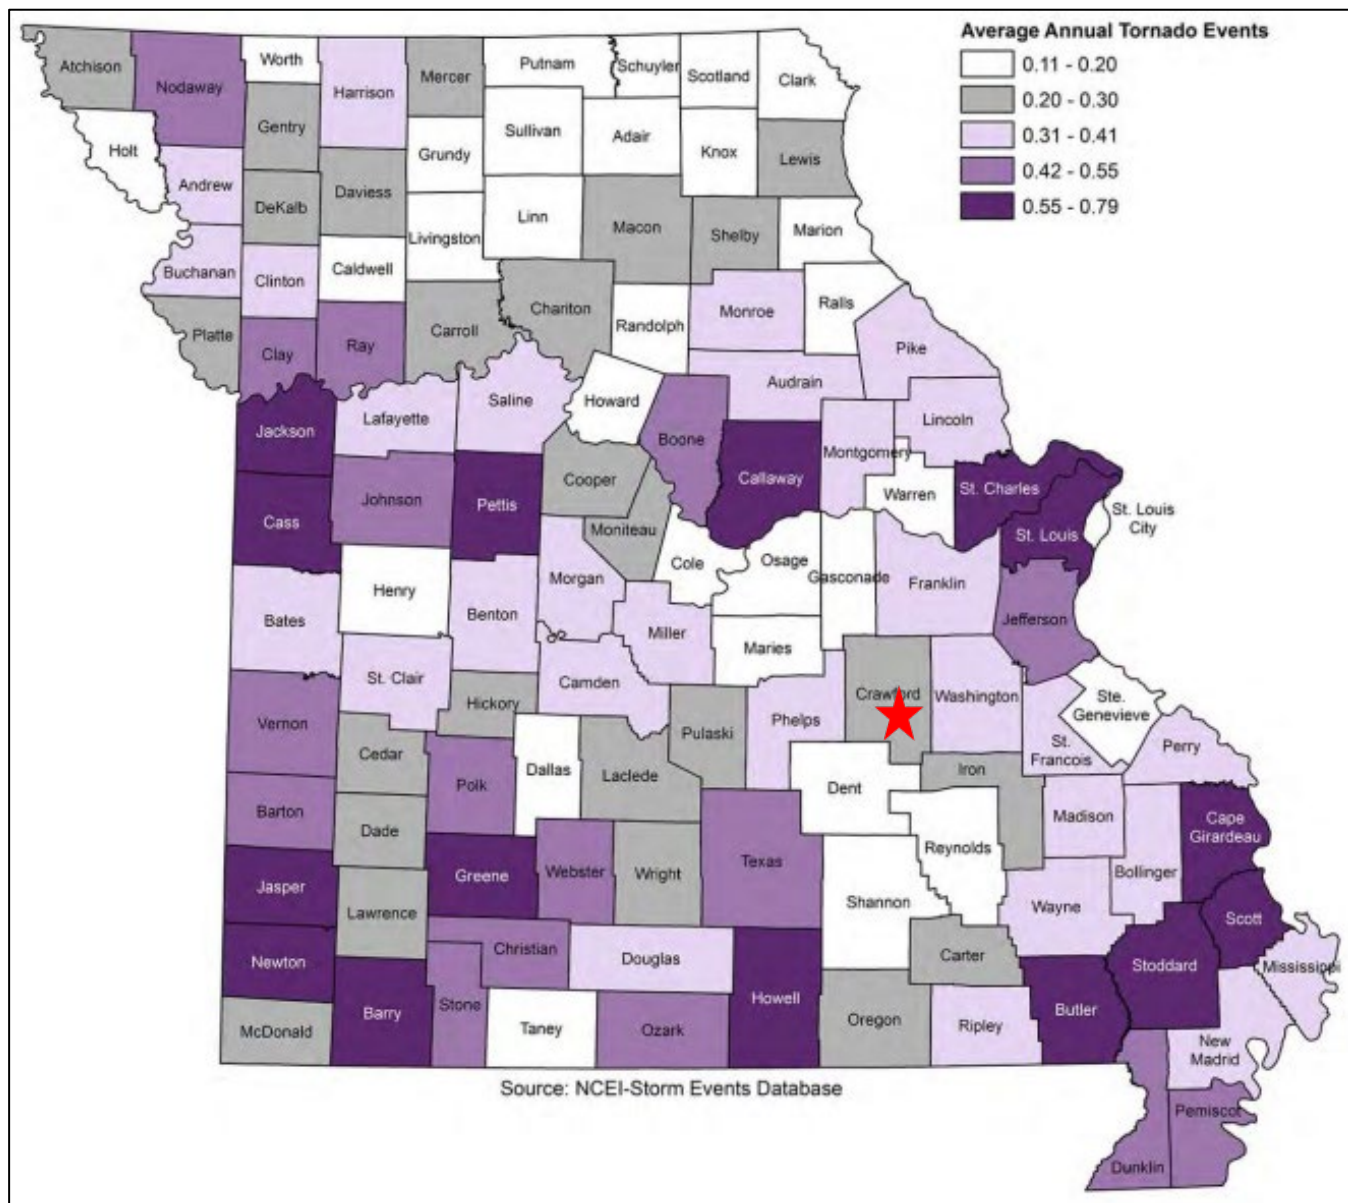 Average Annual Tornado Events
0.11 - 0.20
0.20 - 0.30
0.31 - 0.41
0.42 - 0.55
0.55 - 0.79
Atchison
Nodaway
Worth
Harrison
Mercer
Putnam
Schuyler
Scotland
Clark
Holt
Gentry
Sullivan
Adair
Knox
Lewis
Andrew
DeKalb
Daviess
Grundy
Linn
Macon
Shelby
Marion
Buchanan
Clinton
Caldwell
Livingston
Chariton
Randolph
Monroe
Ralls
Pike
Platte
Clay
Ray
Carroll
Audrain
Jackson
Lafayette
Saline
Howard
Boone
Callaway
Montgomery
Lincoln
Warren
St. Charles
St. Louis
St. Louis
City
Cass
Johnson
Pettis
Cooper
Moniteau
Cole
Osage
Gasconade
Franklin
Jefferson
Bates
Henry
Benton
Morgan
Miller
Maries
St. Clair
Camden
Crawford
Washington
Ste.
Genevieve
Vernon
Hickory
Pulaski
Phelps
St.
Francois
Perry
Cedar
Polk
Dallas
Laclede
Dent
Iron
Madison
Cape
Girardeau
Barton
Dade
Reynolds
Bollinger
Jasper
Greene
Webster
Wright
Texas
Shannon
Wayne
Scott
Lawrence
Newton
Christian
Douglas
Carter
Stoddard
Mississippi
McDonald
Barry
Stone
Taney
Ozark
Howell
Oregon
Ripley
Butler
New
Madrid
Pemiscot
Dunklin
Source: NCEI-Storm Events Database